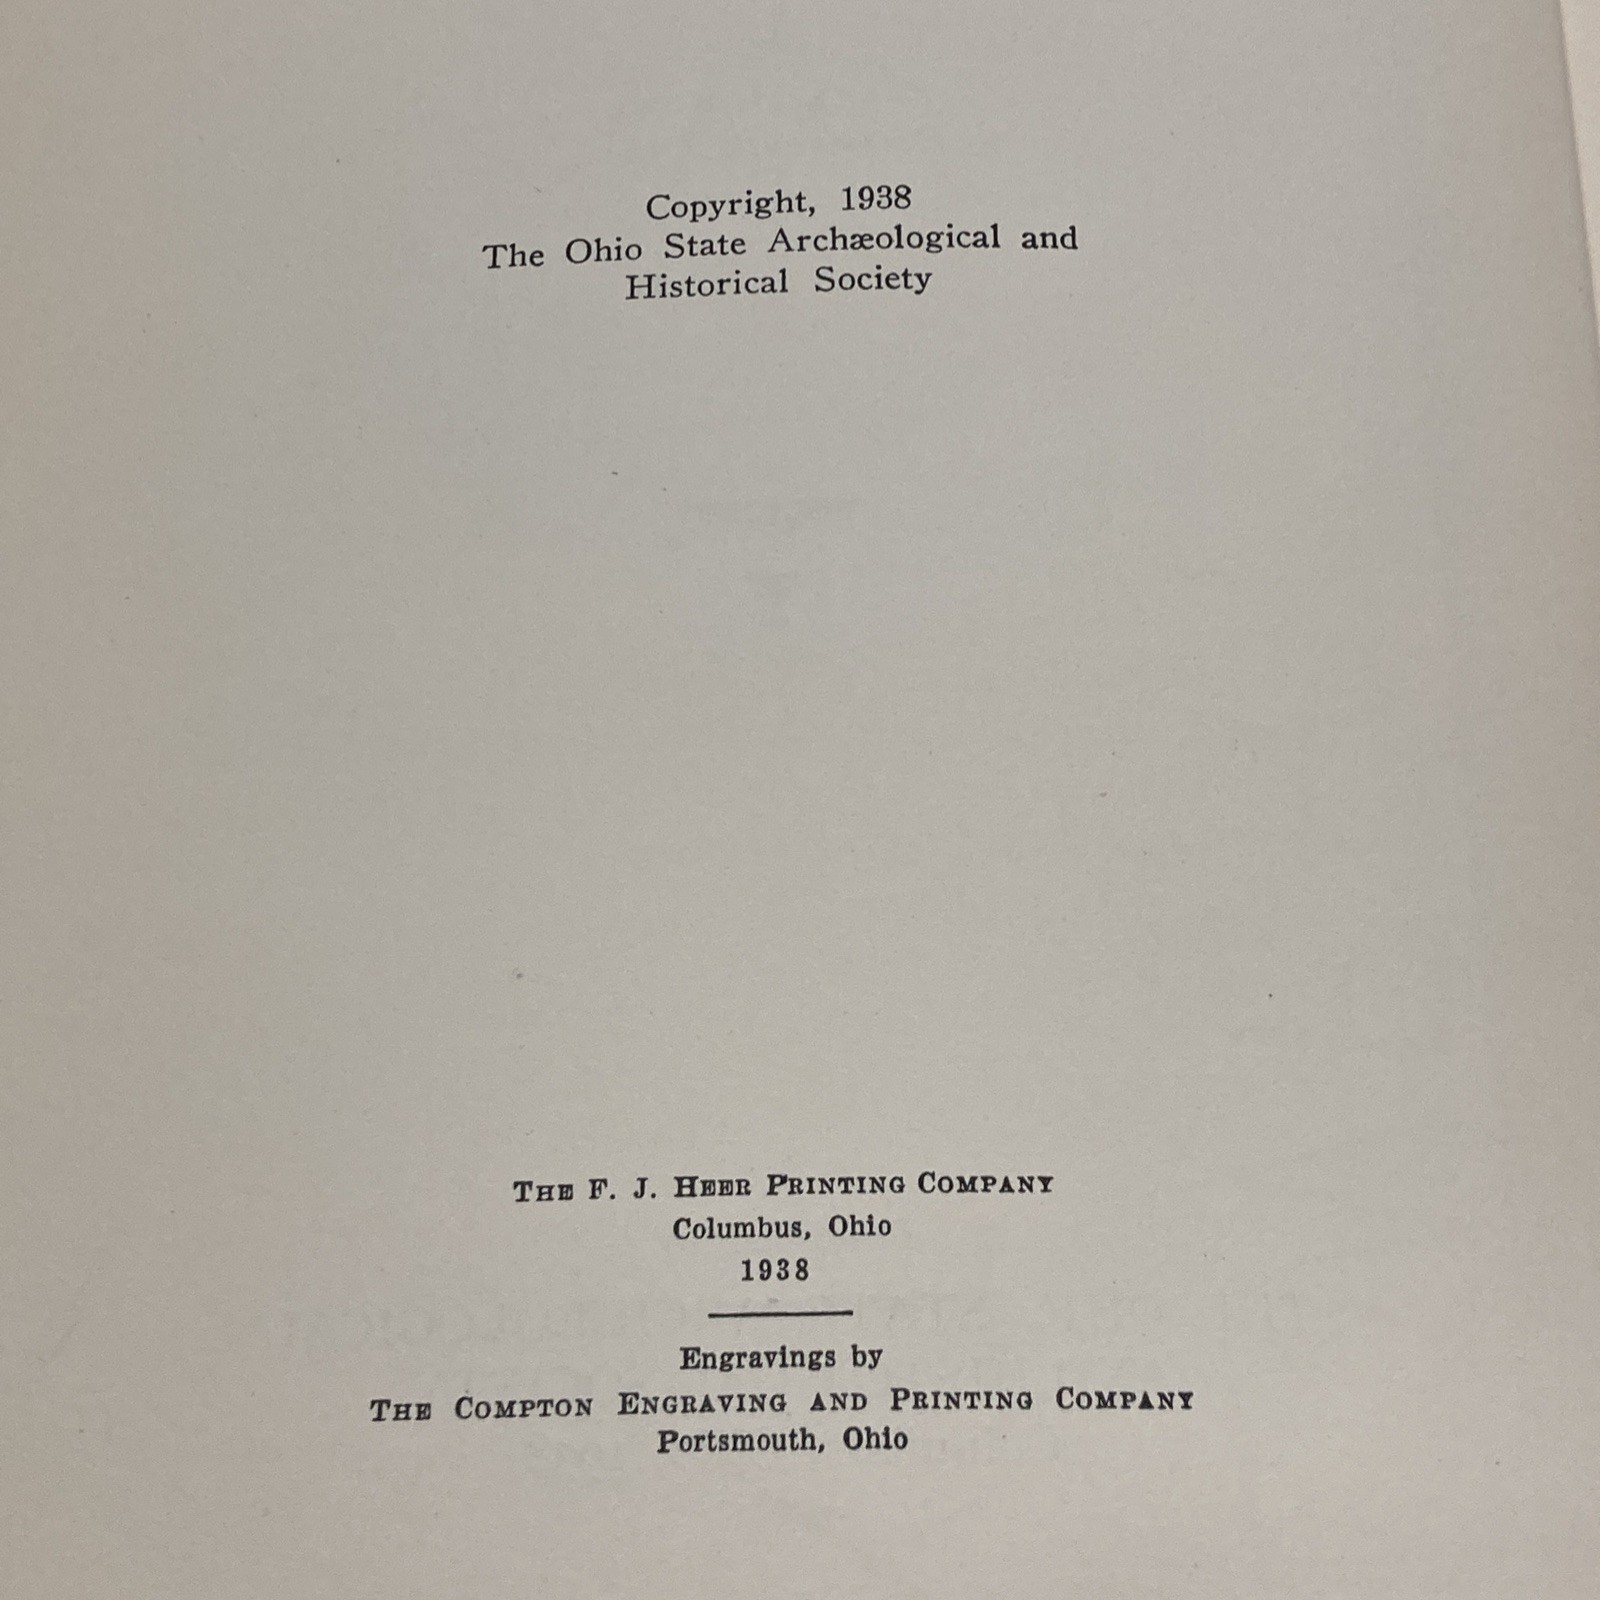 Copyright, 1938
The Ohio State Archæological and
Historical Society
THE F. J. HEER PRINTING COMPANY
Columbus, Ohio
1938
Engravings by
THE COMPTON ENGRAVING AND PRINTING COMPANY
Portsmouth, Ohio